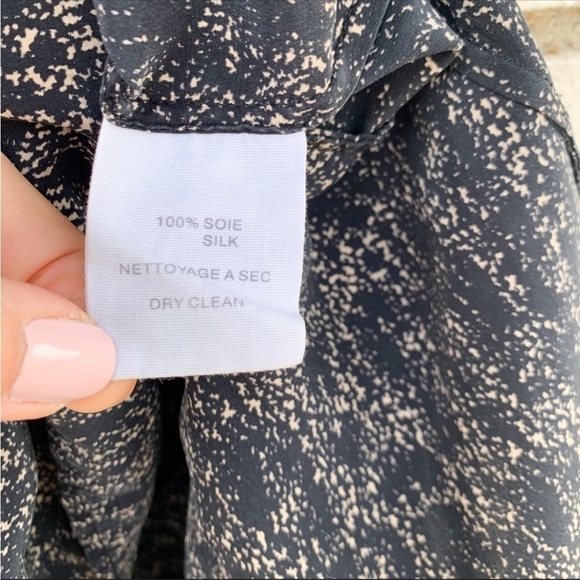 100% SOIE
SILK
NETTOYAGE A SEC
DRY CLEAN